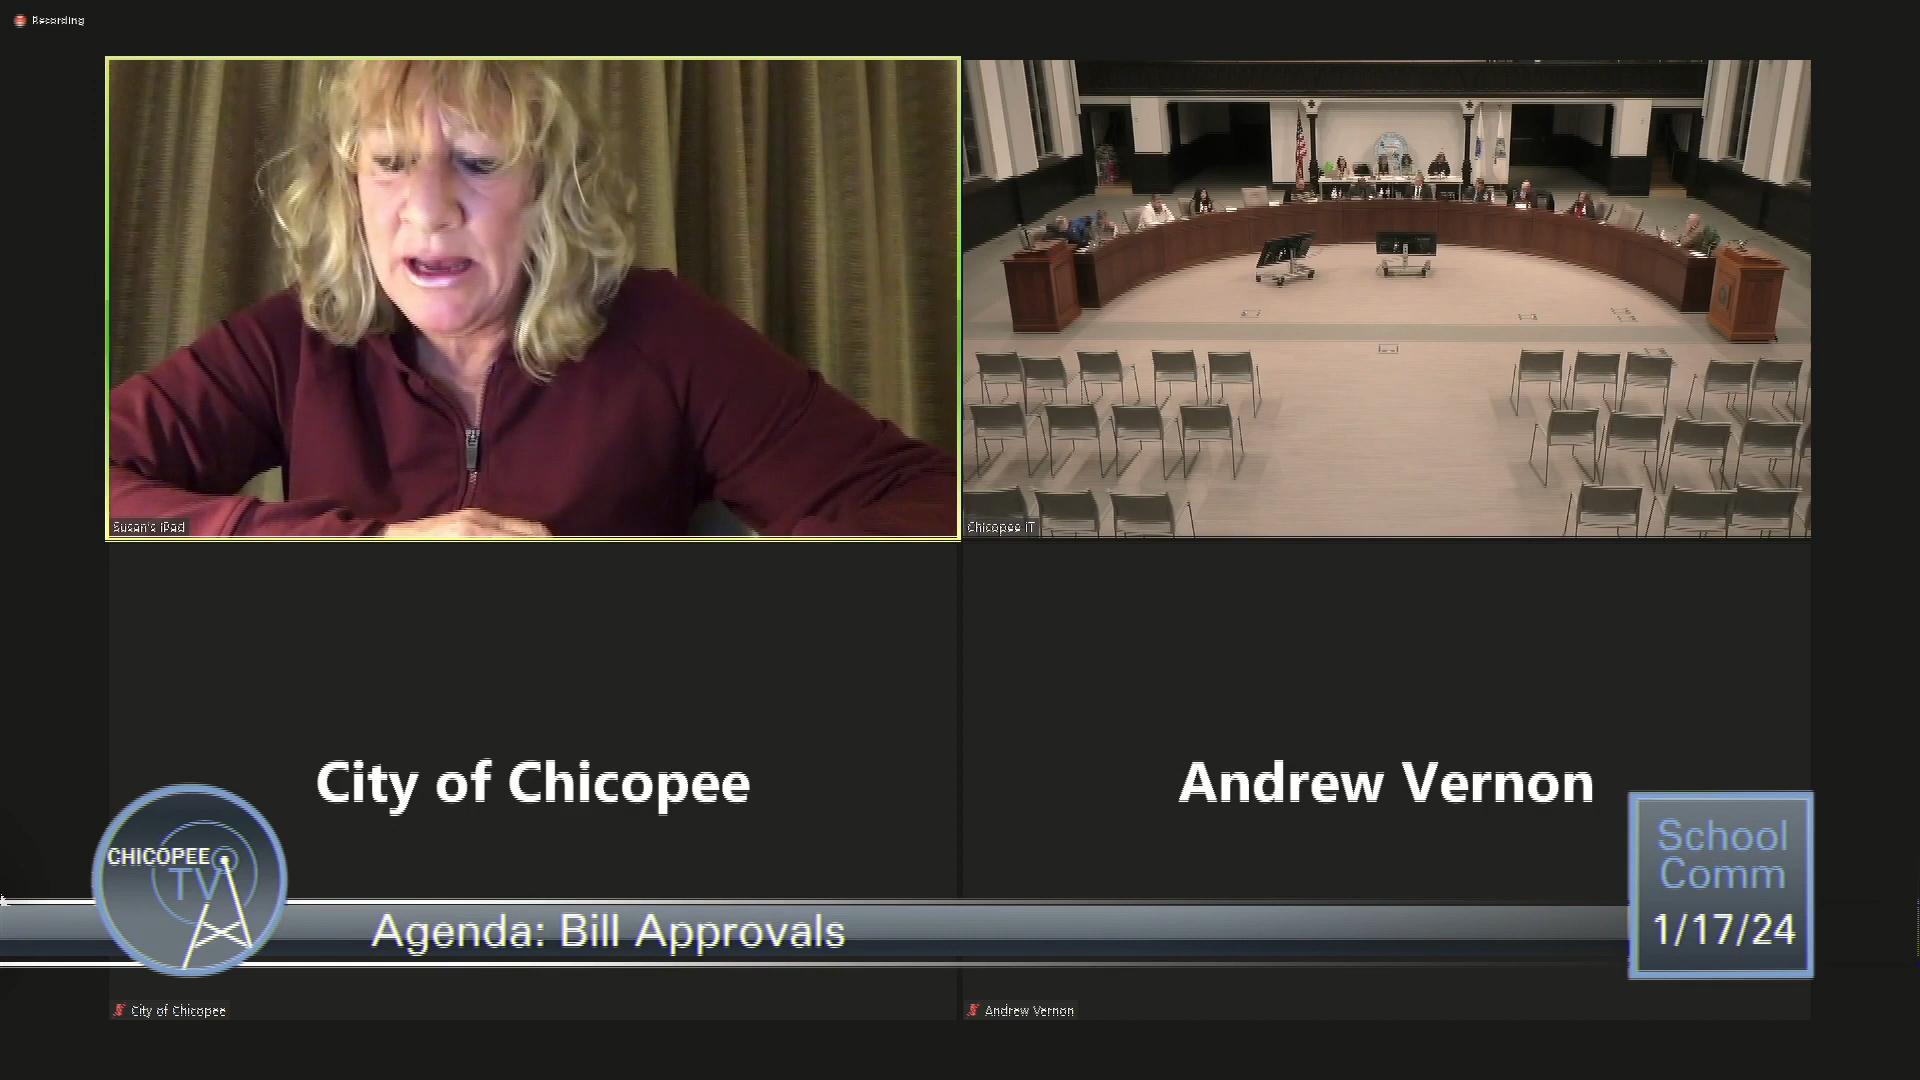 Recording
Susan's iPad
Chicopee IT
City of Chicopee
Andrew Vernon
CHICOPEE
TV
School
Comm
1/17/24
Agenda: Bill Approvals
City of Chicopee
Andrew Vernon